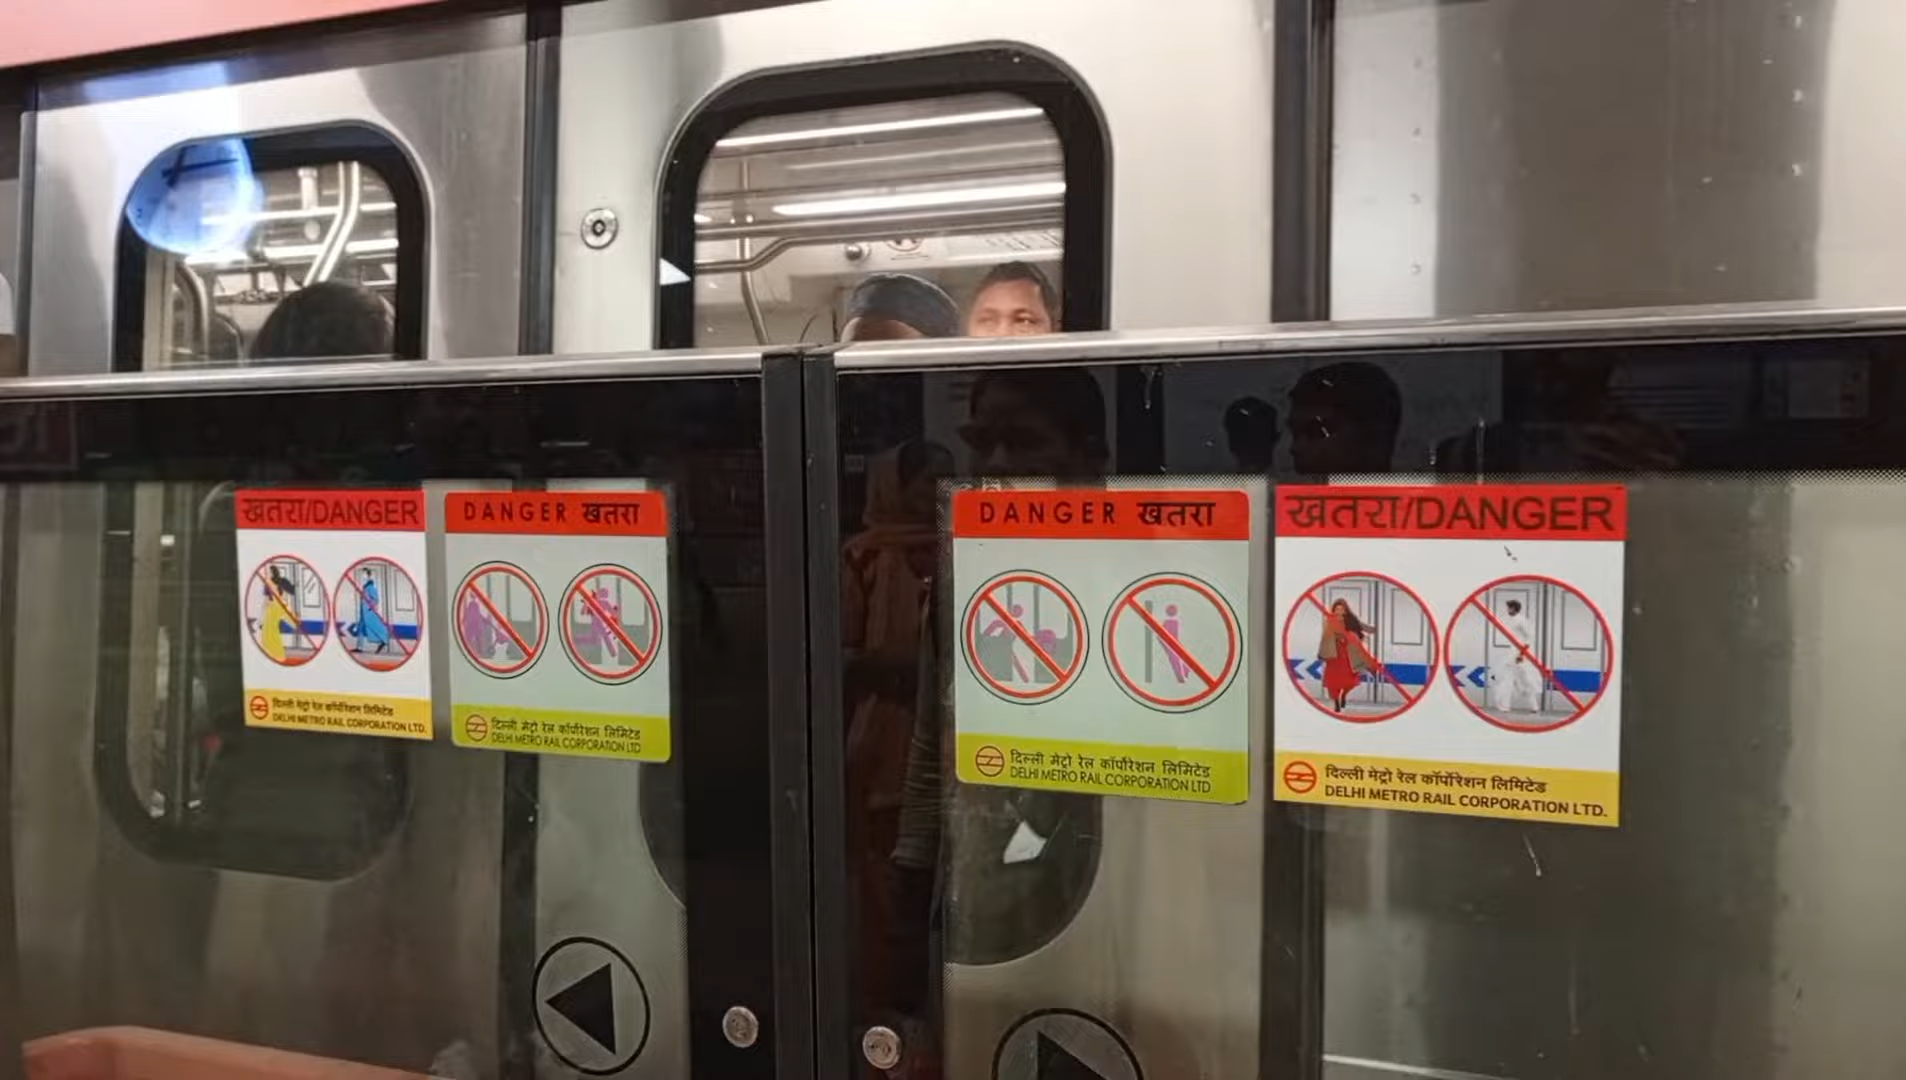 खतरा/DANGER
दिल्ली मेट्रो रेल कॉर्पोरेशन लिमिटेड
DELHI METRO RAIL CORPORATION LTD.
DANGER खतरा
दिल्ली मेट्रो रेल कॉर्पोरेशन लिमिटेड
DELHI METRO RAIL CORPORATION LTD
DANGER खतरा
दिल्ली मेट्रो रेल कॉर्पोरेशन लिमिटेड
DELHI METRO RAIL CORPORATION LTD
खतरा/DANGER
दिल्ली मेट्रो रेल कॉर्पोरेशन लिमिटेड
DELHI METRO RAIL CORPORATION LTD.